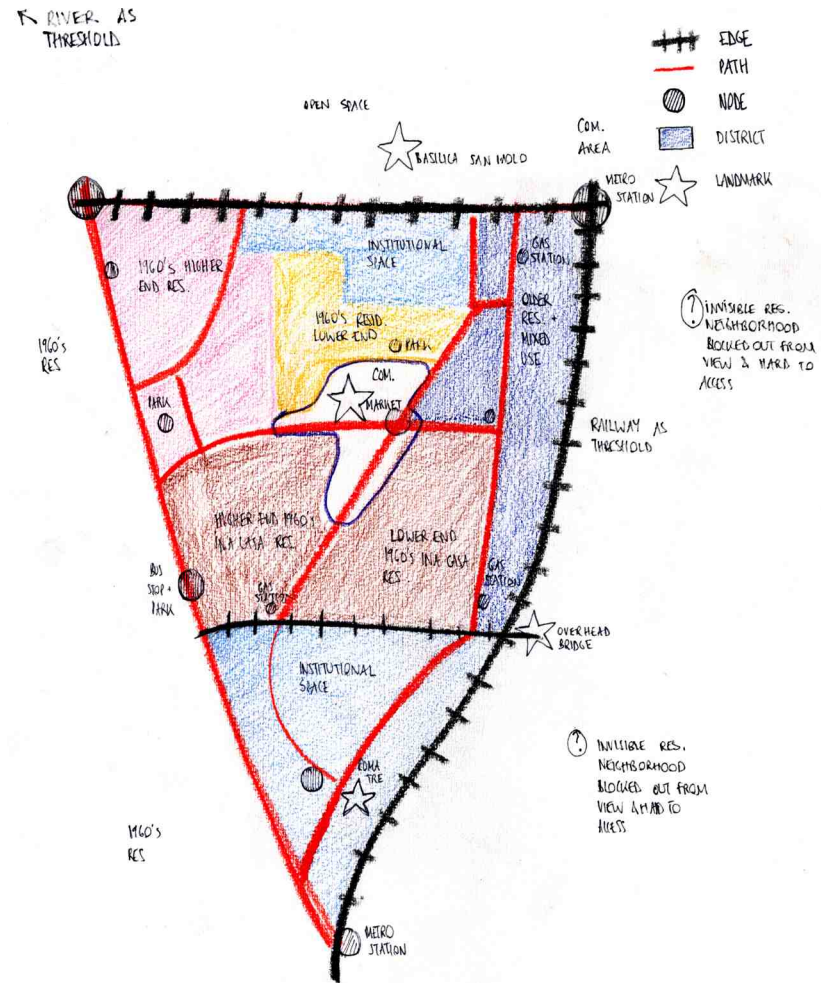 RIVER AS
THRESHOLD
EDGE
PATH
NODE
DISTRICT
LANDMARK
OPEN SPACE
BASILICA SAN
COM.
AREA
METRO
STATION
1960's HIGHER
END RES.
INSTITUTIONAL
SPACE
GAS
STATION
1960's RESID.
LOWER END
PARK
OLDER
RES. +
MIXED
USE
? INVISIBLE RES.
NEIGHBORHOOD
BLOCKED OUT FROM
VIEW & HARD TO
ACCESS
1960's
RES
COM.
MARKET
PARK
RAILWAY AS
THRESHOLD
HIGHER END 1960's
INA CASA RES.
LOWER END
1960's INA CASA
RES.
BUS
STOP +
PARK
GAS
STATION
GAS
STATION
OVERHEAD
BRIDGE
INSTITUTIONAL
SPACE
? INVISIBLE RES.
NEIGHBORHOOD
BLOCKED OUT FROM
VIEW & HARD TO
ACCESS
ROMA
TRE
1960's
RES
METRO
STATION